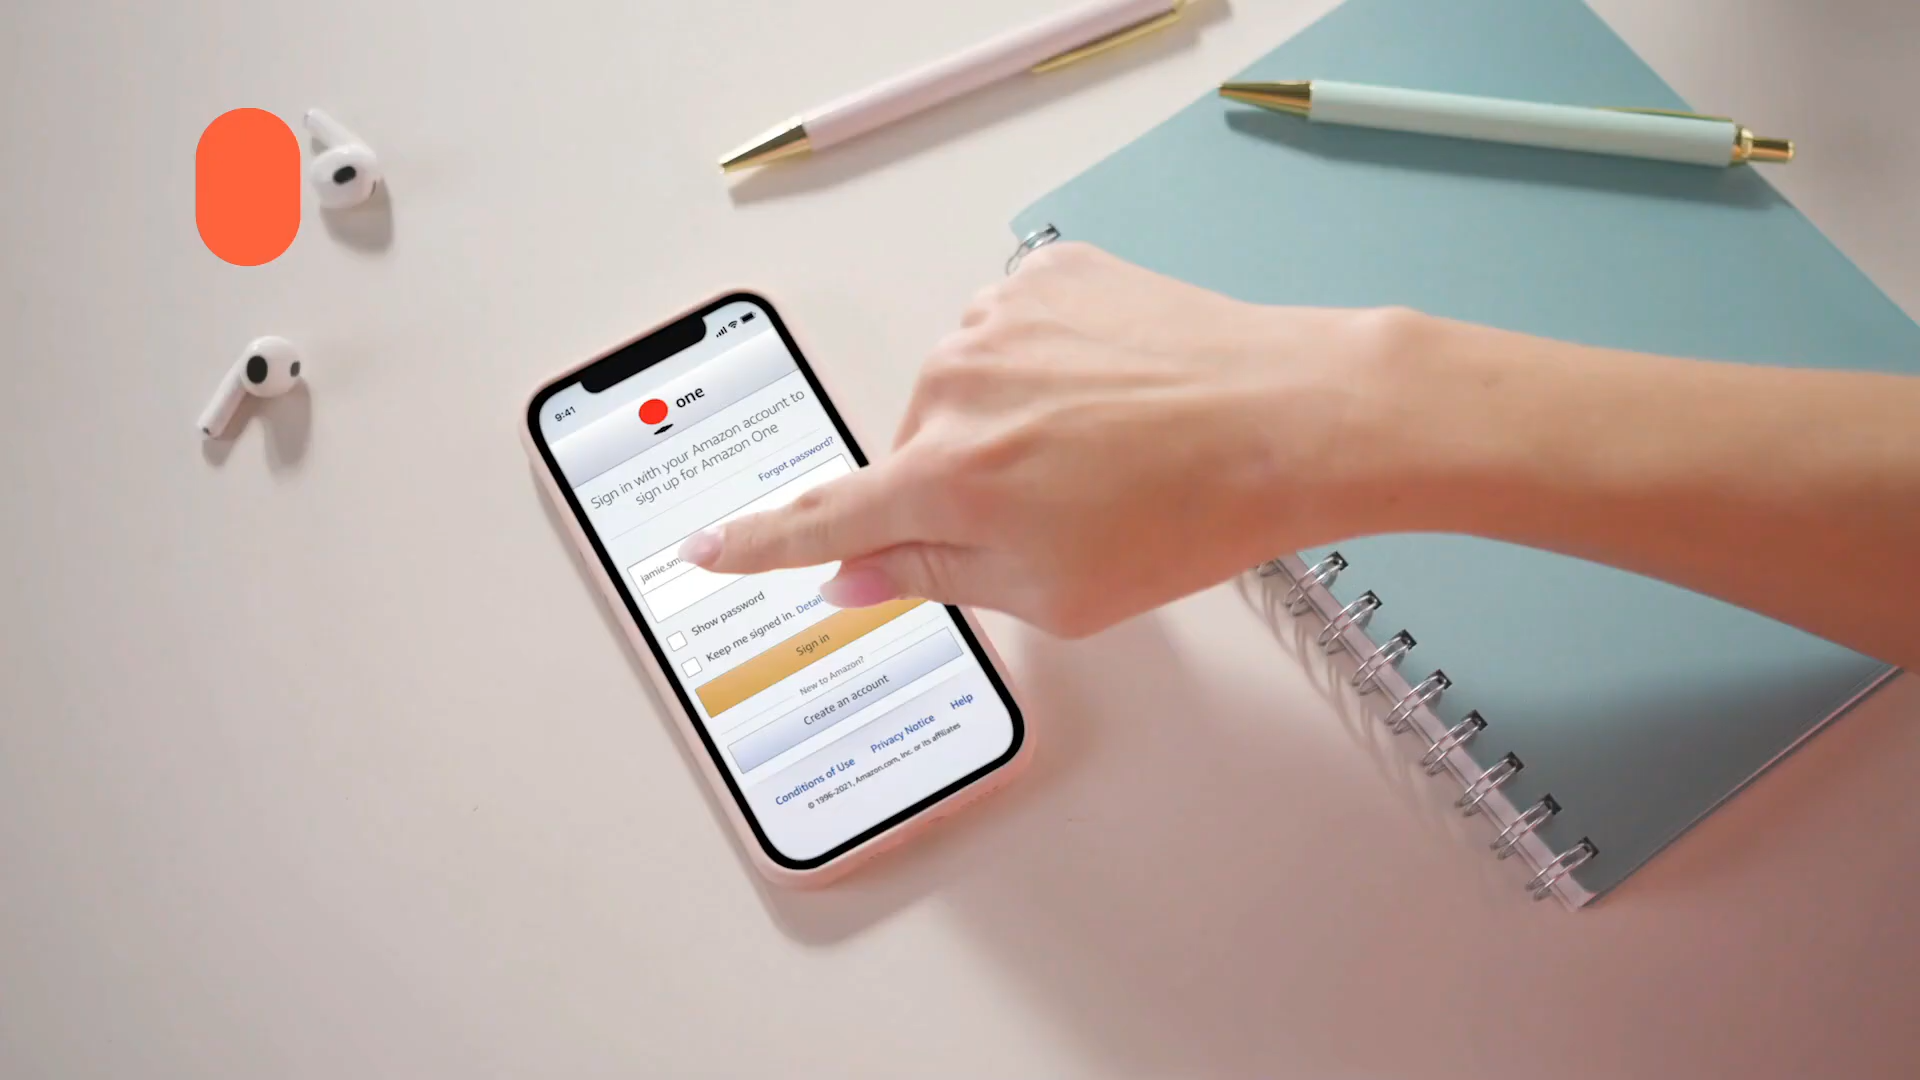 9:41
one
Sign in with your Amazon account to
sign up for Amazon One
Forgot password?
Show password
Keep me signed in.
Sign in
New to Amazon?
Create an account
Conditions of Use Privacy Notice Help
© 1996-2021, Amazon.com, Inc. or its affiliates